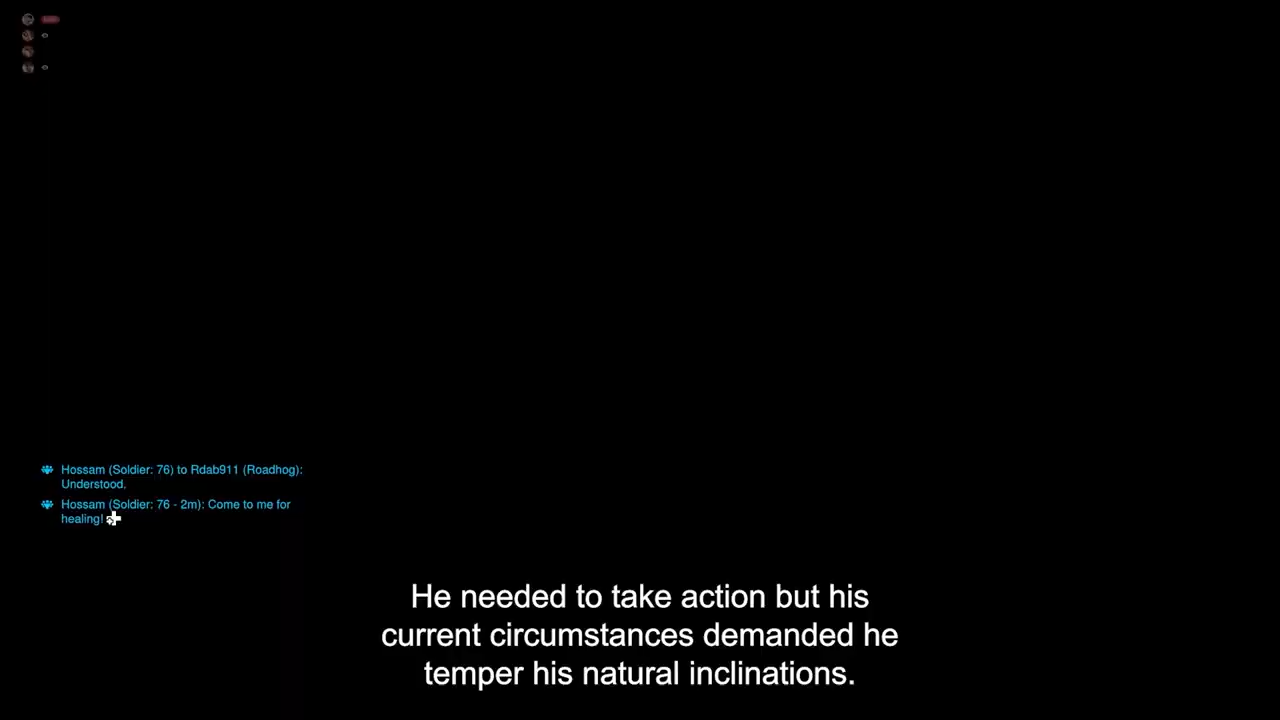 Hossam (Soldier: 76) to Rdab911 (Roadhog):
Understood.
Hossam (Soldier: 76 - 2m): Come to me for
healing!
He needed to take action but his
current circumstances demanded he
temper his natural inclinations.